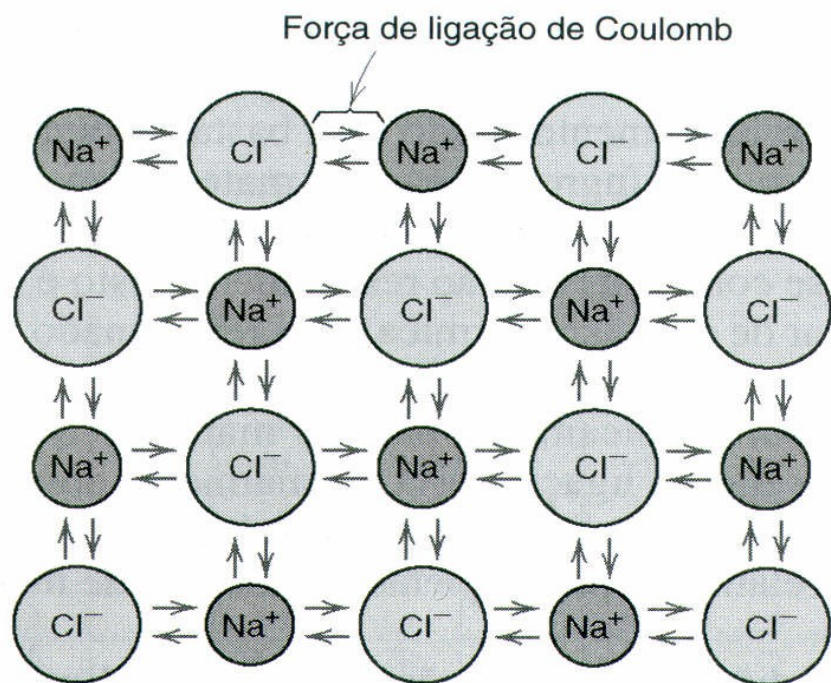 Força de ligação de Coulomb
Na⁺ Cl⁻ Na⁺ Cl⁻ Na⁺
Cl⁻ Na⁺ Cl⁻ Na⁺ Cl⁻
Na⁺ Cl⁻ Na⁺ Cl⁻ Na⁺
Cl⁻ Na⁺ Cl⁻ Na⁺ Cl⁻